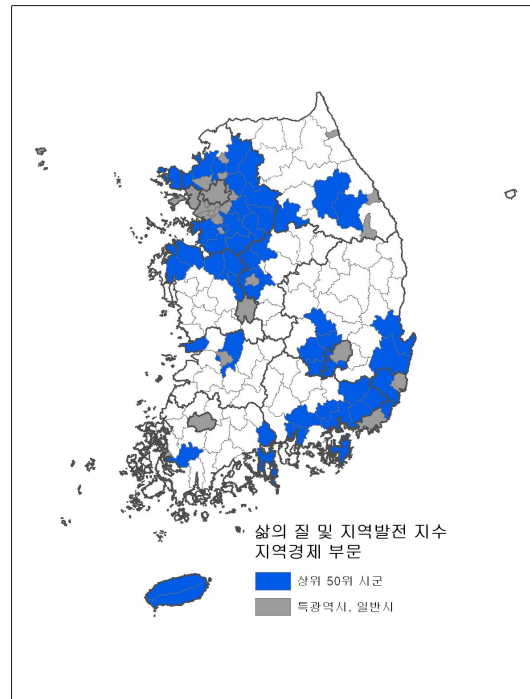 삶의 질 및 지역발전 지수
지역경제 부문
상위 50위 시군
특광역시, 일반시